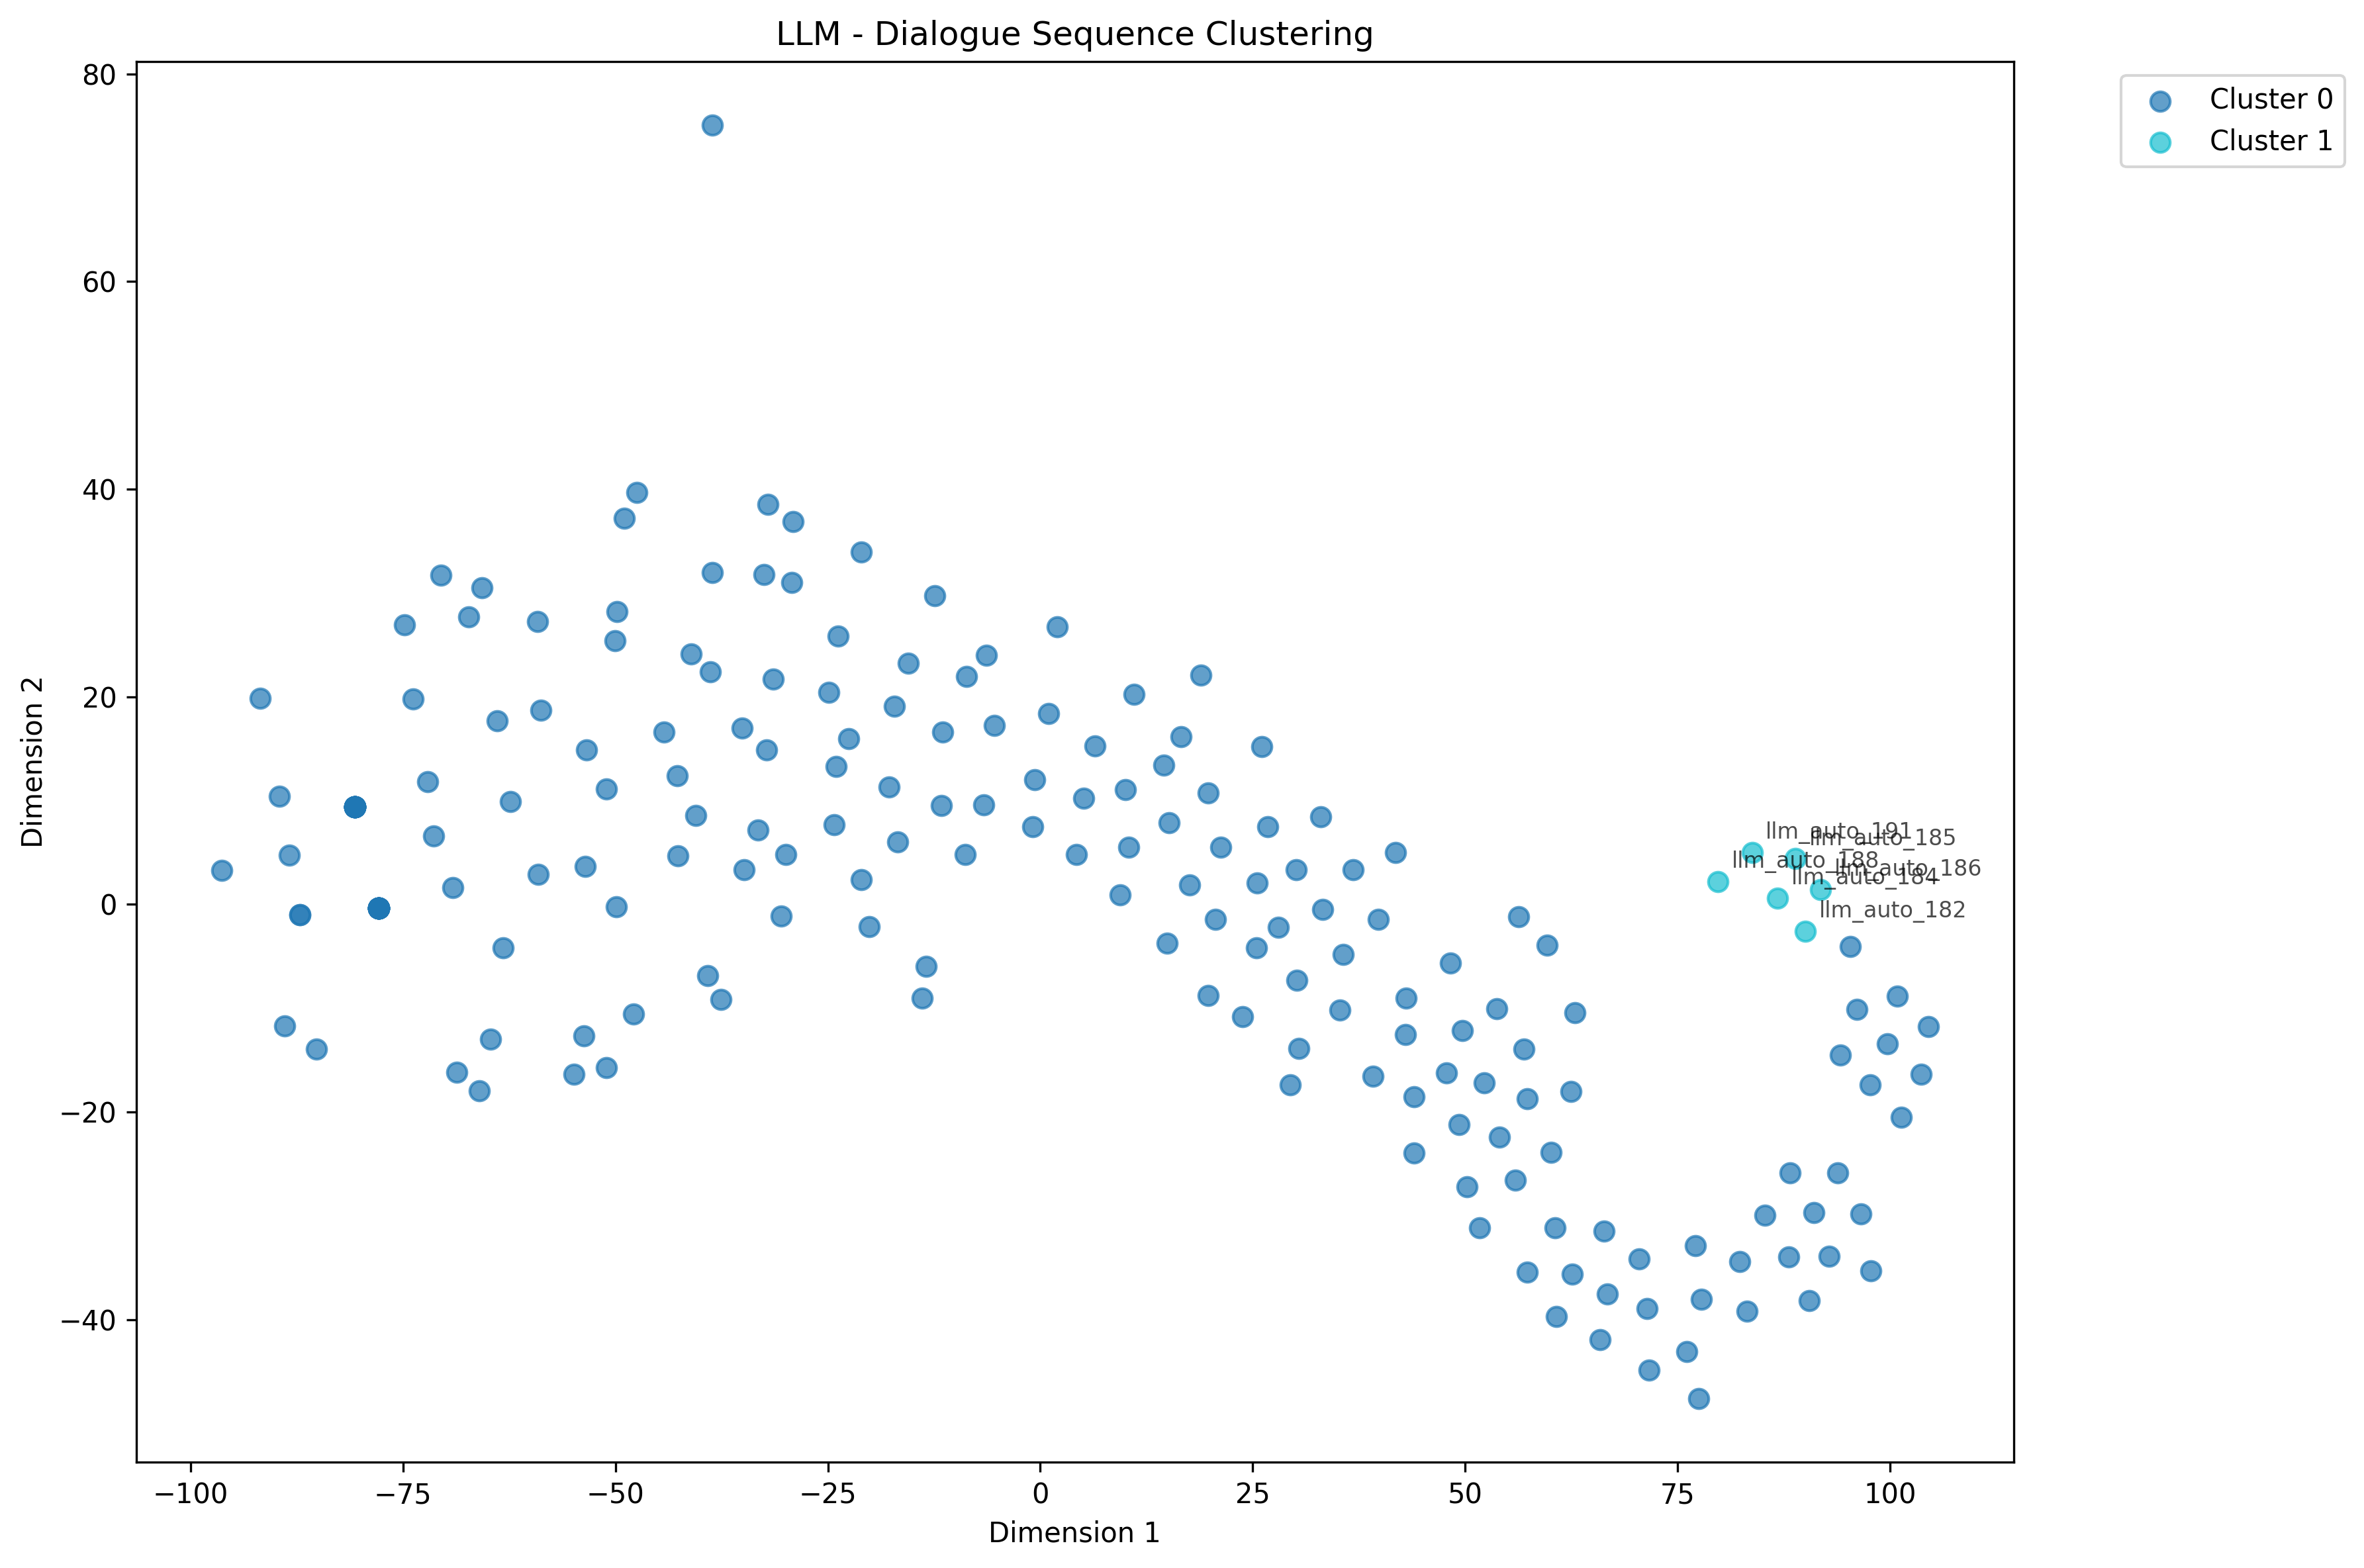 LLM - Dialogue Sequence Clustering
Cluster 0
Cluster 1
80
60
40
20
0
−20
−40
Dimension 2
llm_auto_191
llm_auto_185
llm_auto_188
llm_auto_186
llm_auto_184
llm_auto_182
−100
−75
−50
−25
0
25
50
75
100
Dimension 1